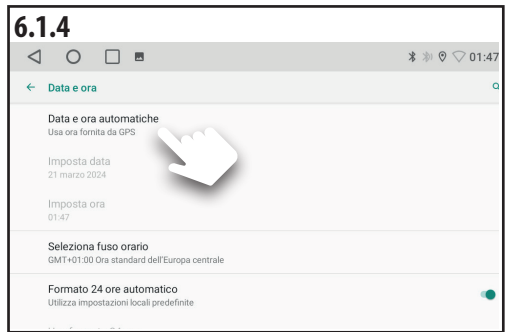 6.1.4
01:47
Data e ora
Data e ora automatiche
Usa ora fornita da GPS
Imposta data
21 marzo 2024
Imposta ora
01:47
Seleziona fuso orario
GMT+01:00 Ora standard dell'Europa centrale
Formato 24 ore automatico
Utilizza impostazioni locali predefinite